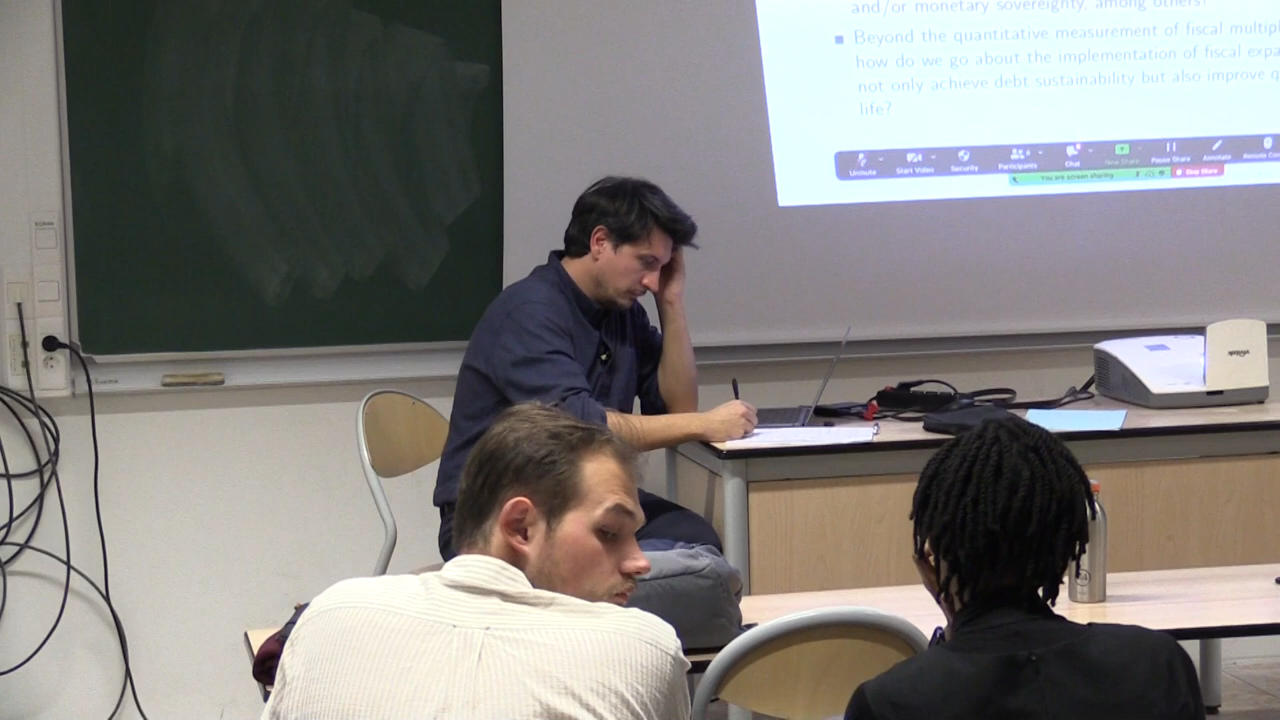 and/or monetary sovereignty, among others?
Beyond the quantitative measurement of fiscal
how do we go about the implementation of fiscal
not only achieve debt sustainability but also improve
life?
Unmute Start Video Security Participants Chat New Share Pause Share Annotate Remote
You are screen sharing Stop Share
vivitek